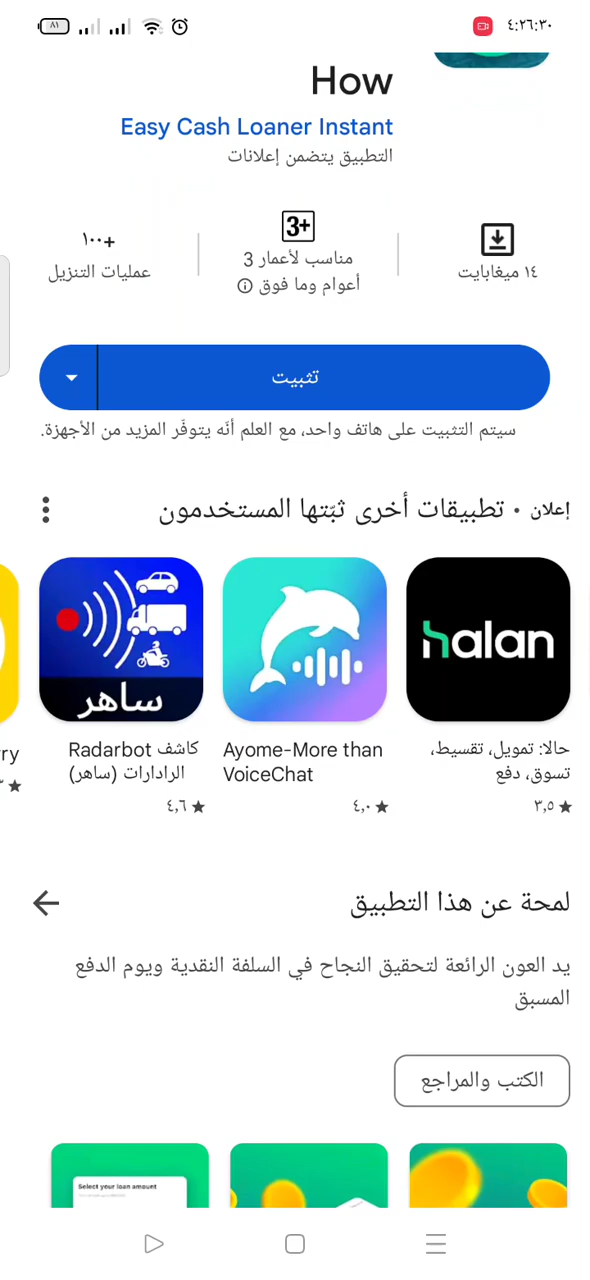 ٨١
٤:٢٦:٣٠
How
Easy Cash Loaner Instant
التطبيق يتضمن إعلانات
١٤ ميغابايت
3+
مناسب لأعمار 3
أعوام وما فوق
+١٠٠
عمليات التنزيل
تثبيت
سيتم التثبيت على هاتف واحد، مع العلم أنّه يتوفّر المزيد من الأجهزة.
إعلان • تطبيقات أخرى ثبّتها المستخدمون
halan
ساهر
حالا: تمويل، تقسيط،
تسوق، دفع
٣,٥ ★
Ayome-More than
VoiceChat
٤,٠ ★
Radarbot كاشف
الرادارات (ساهر)
٤,٦ ★
rry
لمحة عن هذا التطبيق
يد العون الرائعة لتحقيق النجاح في السلفة النقدية ويوم الدفع
المسبق
الكتب والمراجع
Select your loan amount